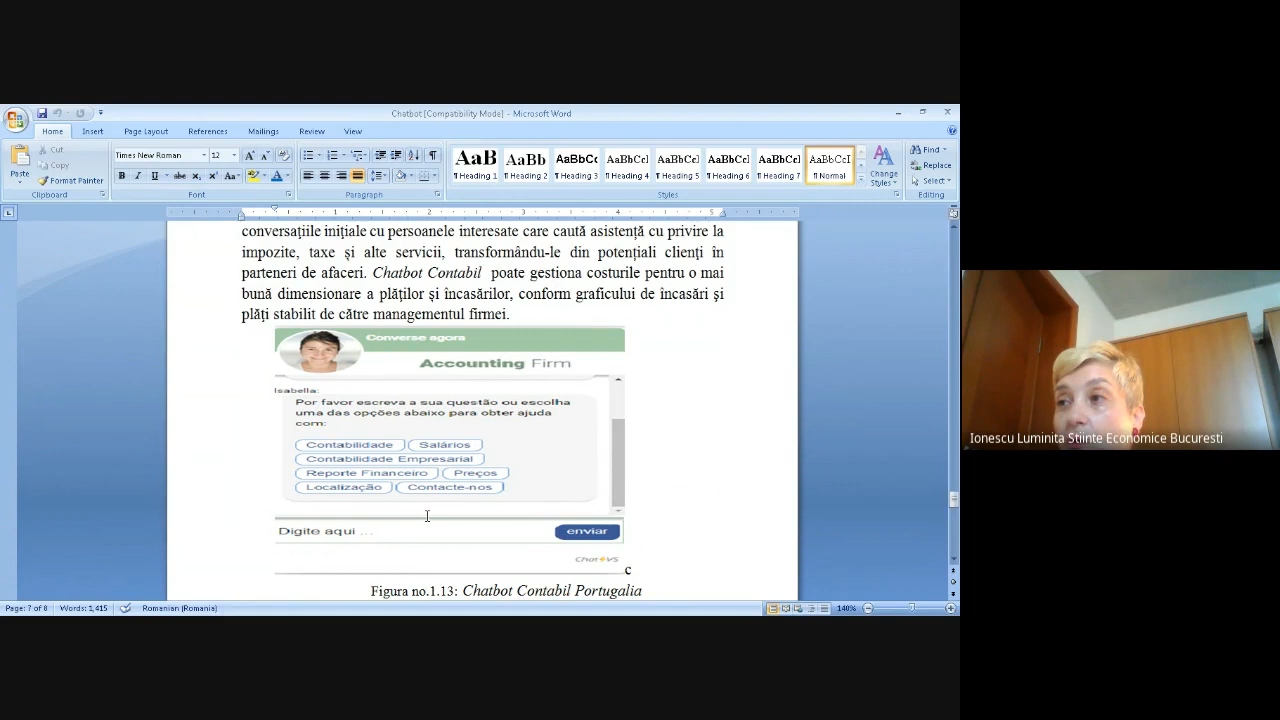 Chatbot [Compatibility Mode] - Microsoft Word
Home Insert Page Layout References Mailings Review View
Cut
Copy
Format Painter
Paste
Clipboard
Times New Roman 12
Font
Paragraph
AaB AaBb AaBbCc AaBbCcI AaBbCcI AaBbCcI AaBbCcI AaBbCcI
¶ Heading 1 ¶ Heading 2 ¶ Heading 3 ¶ Heading 4 ¶ Heading 5 ¶ Heading 6 ¶ Heading 7 ¶ Normal
Change Styles
Styles
Find
Replace
Select
Editing
1 2 3 4 5
conversațiile inițiale cu persoanele interesate care caută asistență cu privire la
impozite, taxe și alte servicii, transformându-le din potențiali clienți în
parteneri de afaceri. Chatbot Contabil poate gestiona costurile pentru o mai
bună dimensionare a plăților și încasărilor, conform graficului de încasări și
plăți stabilit de către managementul firmei.
Converse agora
Accounting Firm
Isabella:
Por favor escreva a sua questão ou escolha
uma das opções abaixo para obter ajuda
com:
Contabilidade Salários
Contabilidade Empresarial
Reporte Financeiro Preços
Localização Contacte-nos
Digite aqui ... enviar
c
Figura no.1.13: Chatbot Contabil Portugalia
Page: 7 of 8 Words: 1,415 Romanian (Romania) 140%
Ionescu Luminita Stiinte Economice Bucuresti